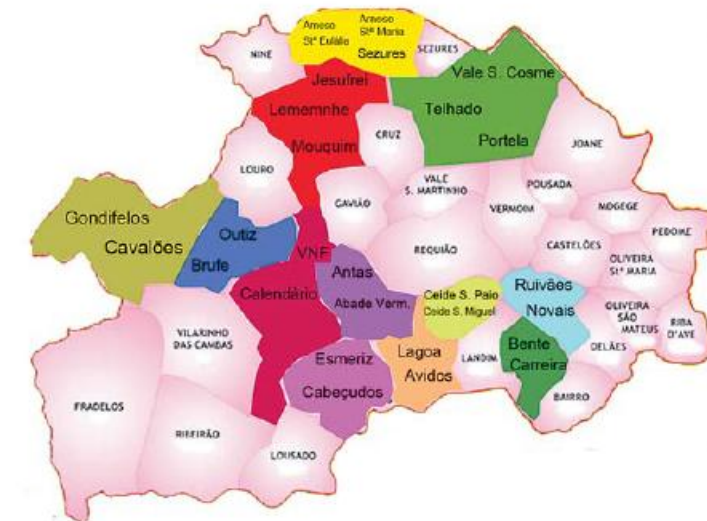 Arnoso
Stª Eulália
Arnoso
Stª Maria
Sezures
NINE
SEZURES
Vale S. Cosme
Telhado
Portela
Jesufrei
Lememnhe
Mouquim
CRUZ
JOANE
LOURO
VALE
S. MARTINHO
POUSADA
GAVIÃO
VERMOIM
MOGEGE
Gondifelos
Cavalões
Outiz
Brufe
VNF
REQUIÃO
CASTELÕES
PEDOME
OLIVEIRA
Stª MARIA
Antas
Abade Verm.
Calendário
Ceide S. Paio
Ceide S. Miguel
Ruivães
Novais
OLIVEIRA
SÃO
MATEUS
RIBA
D'AVE
VILARINHO
DAS CAMBAS
Esmeriz
Cabeçudos
Lagoa
Avidos
LANDIM
Bente
Carreira
DELÃES
BAIRRO
FRADELOS
RIBEIRÃO
LOUSADO